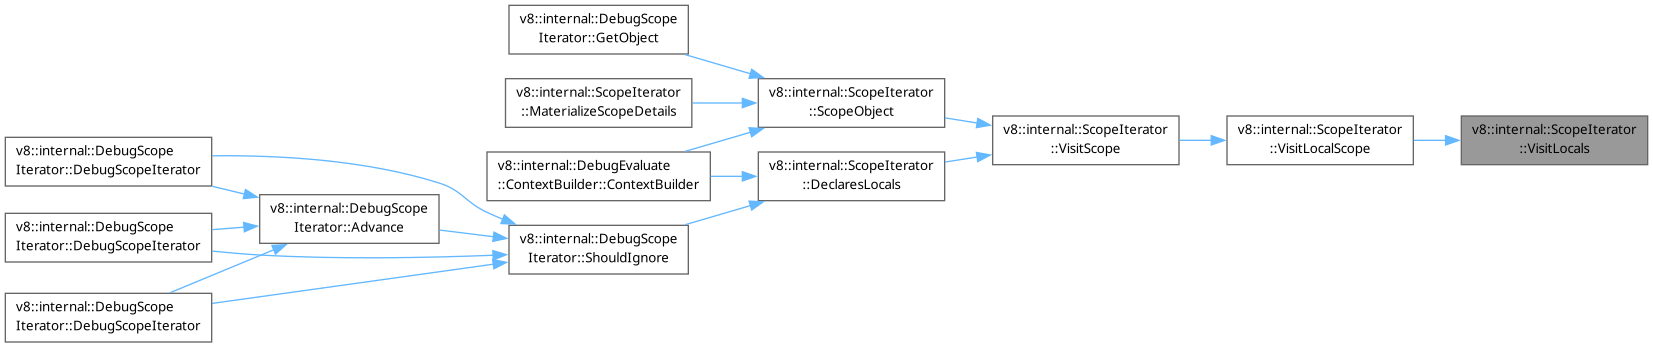 v8::internal::DebugScope
Iterator::GetObject
v8::internal::ScopeIterator
::MaterializeScopeDetails
v8::internal::ScopeIterator
::ScopeObject
v8::internal::DebugScope
Iterator::DebugScopeIterator
v8::internal::DebugEvaluate
::ContextBuilder::ContextBuilder
v8::internal::ScopeIterator
::DeclaresLocals
v8::internal::ScopeIterator
::VisitScope
v8::internal::ScopeIterator
::VisitLocalScope
v8::internal::ScopeIterator
::VisitLocals
v8::internal::DebugScope
Iterator::Advance
v8::internal::DebugScope
Iterator::DebugScopeIterator
v8::internal::DebugScope
Iterator::ShouldIgnore
v8::internal::DebugScope
Iterator::DebugScopeIterator